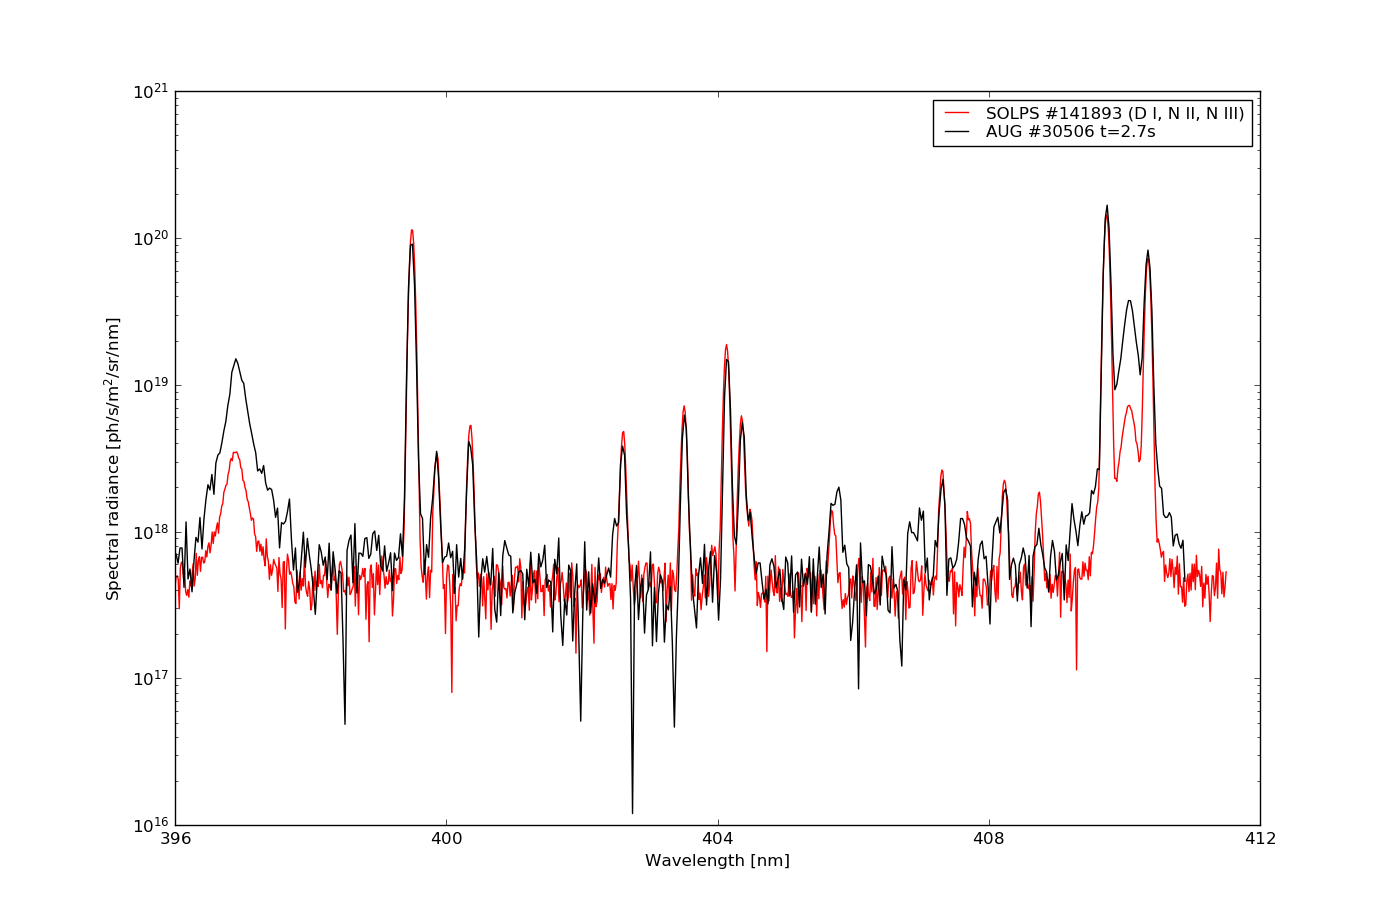 10^21
SOLPS #141893 (D I, N II, N III)
AUG #30506 t=2.7s
10^20
10^19
10^18
10^17
10^16
Spectral radiance [ph/s/m^2/sr/nm]
396 400 404 408 412
Wavelength [nm]